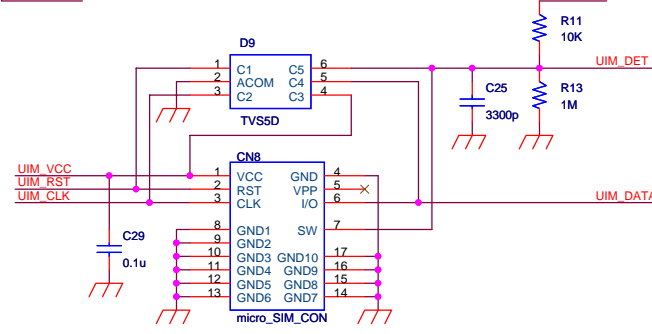 R11
10K
D9
UIM_DET
1 C1 C5 6
2 ACOM C4 5
3 C2 C3 4
C25
3300p
R13
1M
TVS5D
CN8
UIM_VCC 1 VCC GND 4
UIM_RST 2 RST VPP 5
UIM_CLK 3 CLK I/O 6 UIM_DATA
8 GND1 SW 7
9 GND2
10 GND3 GND10 17
11 GND4 GND9 16
12 GND5 GND8 15
13 GND6 GND7 14
C29
0.1u
micro_SIM_CON